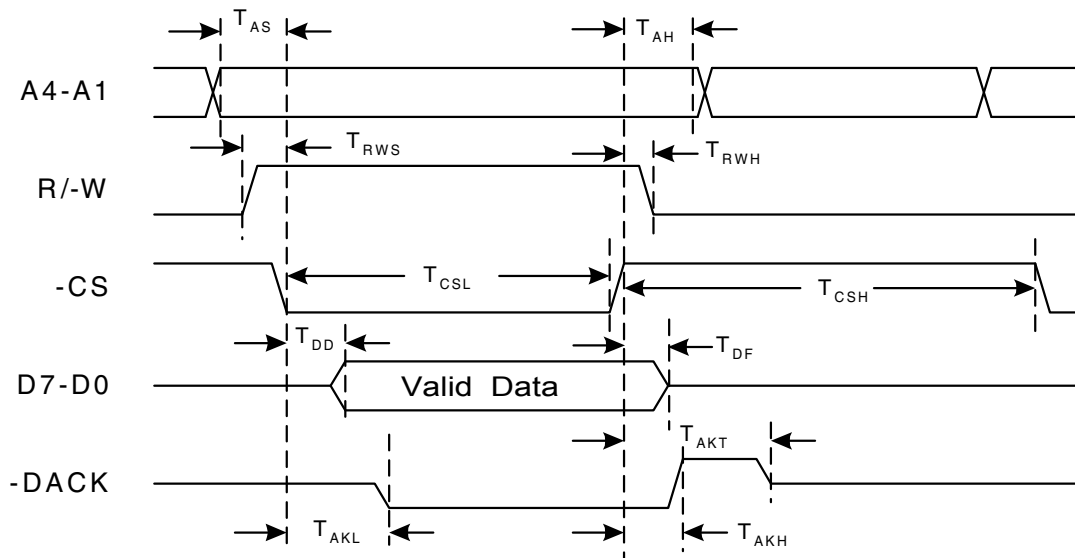 T_AS
T_AH
A4-A1
T_RWS
T_RWH
R/-W
-CS
T_CSL
T_CSH
T_DD
T_DF
D7-D0
Valid Data
T_AKT
-DACK
T_AKL
T_AKH